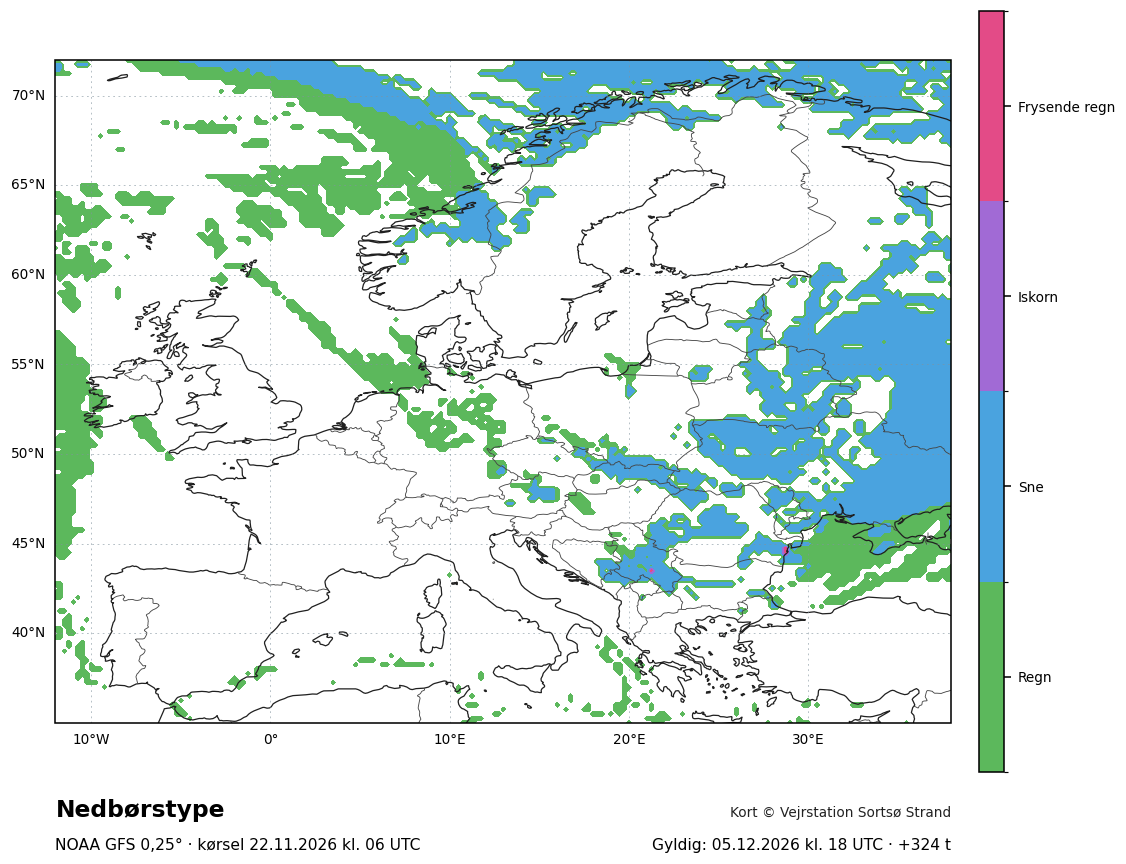 70°N
65°N
60°N
55°N
50°N
45°N
40°N
10°W
0°
10°E
20°E
30°E
Frysende regn
Iskorn
Sne
Regn
Nedbørstype
Kort © Vejrstation Sortsø Strand
NOAA GFS 0,25° · kørsel 22.11.2026 kl. 06 UTC
Gyldig: 05.12.2026 kl. 18 UTC · +324 t